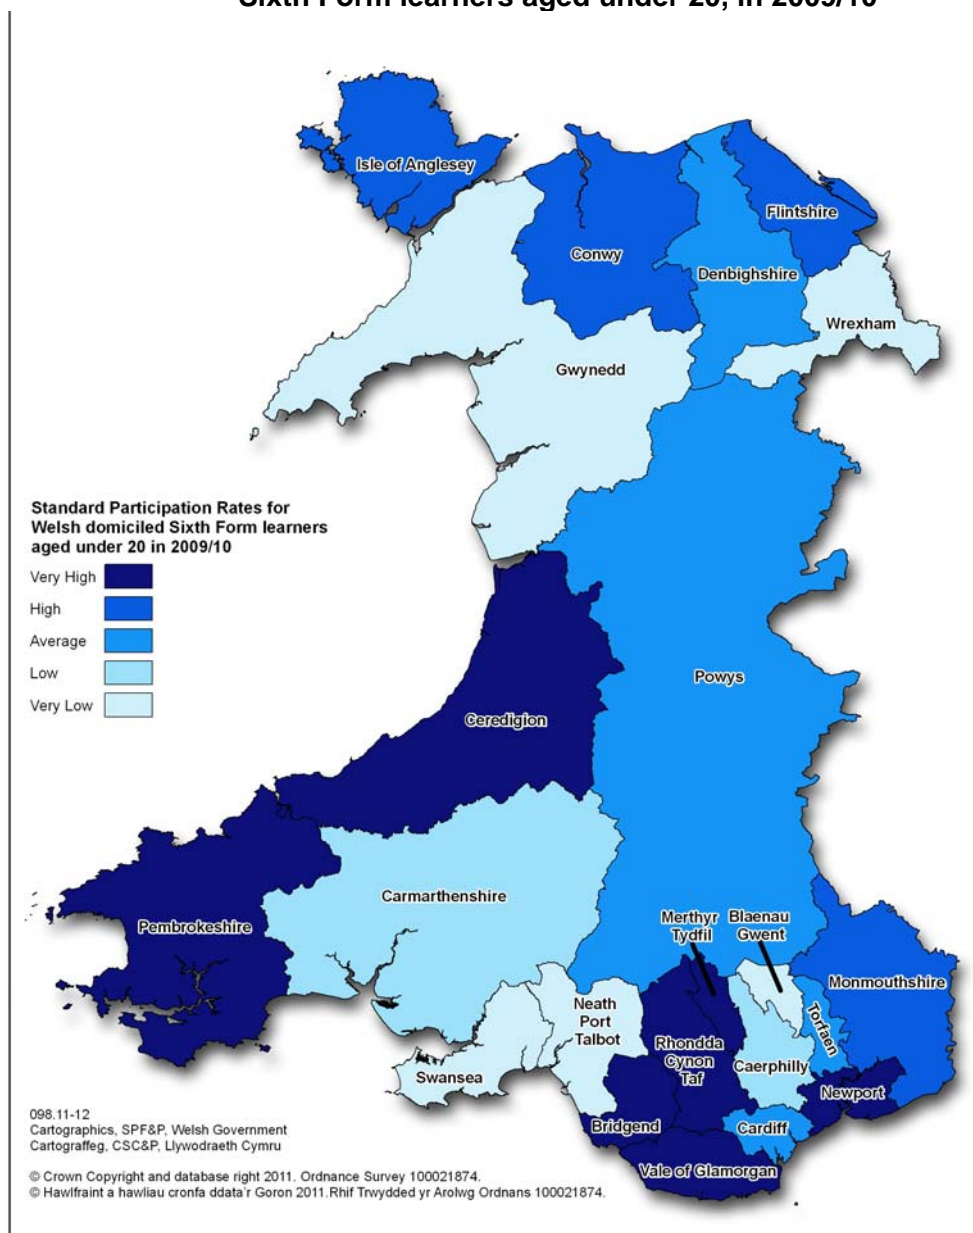 Sixth Form learners aged under 20, in 2009/10
Isle of Anglesey
Flintshire
Conwy
Denbighshire
Wrexham
Gwynedd
Standard Participation Rates for
Welsh domiciled Sixth Form learners
aged under 20 in 2009/10
Very High
High
Average
Low
Very Low
Powys
Ceredigion
Carmarthenshire
Pembrokeshire
Merthyr
Tydfil
Blaenau
Gwent
Monmouthshire
Neath
Port
Talbot
Torfaen
Rhondda
Cynon
Taf
Caerphilly
Swansea
Newport
Bridgend
Cardiff
Vale of Glamorgan
098.11-12
Cartographics, SPF&P, Welsh Government
Cartograffeg, CSC&P, Llywodraeth Cymru
© Crown Copyright and database right 2011. Ordnance Survey 100021874.
© Hawlfraint a hawliau cronfa ddata'r Goron 2011.Rhif Trwydded yr Arolwg Ordnans 100021874.